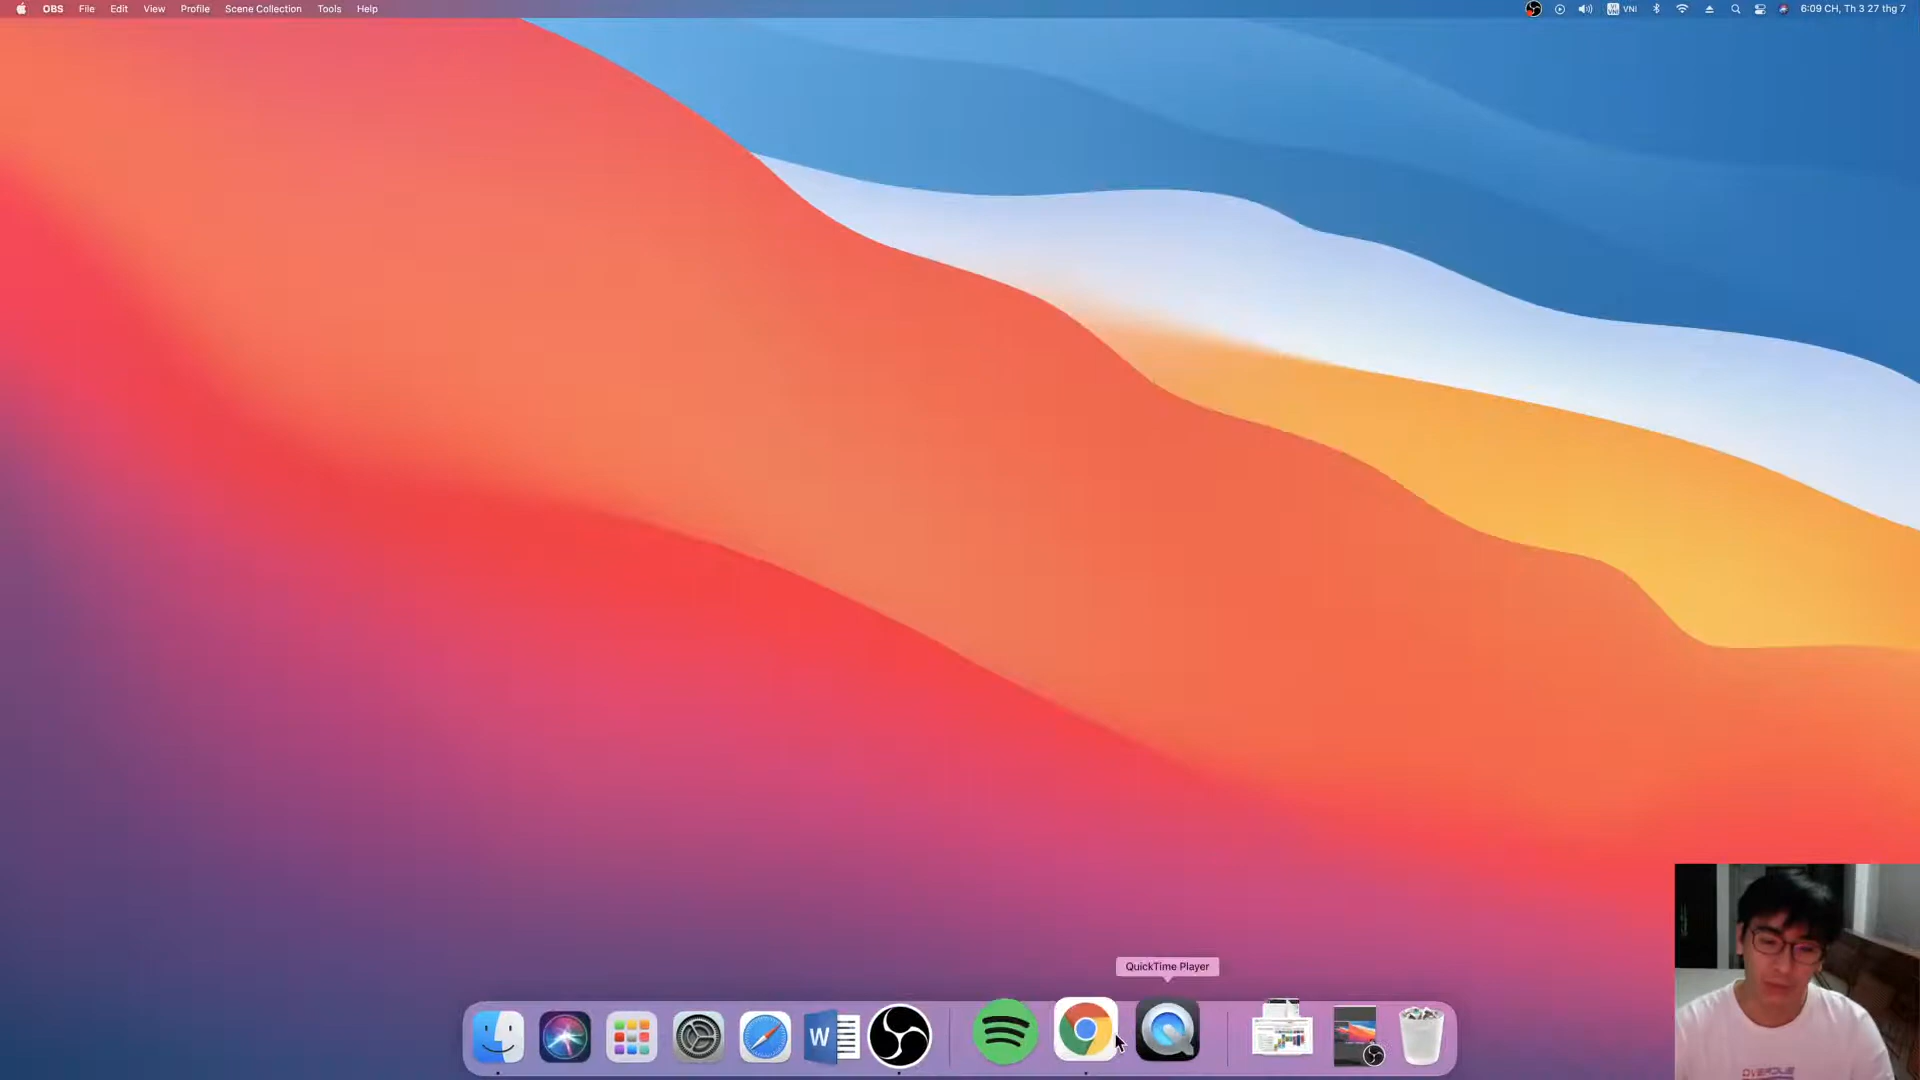 OBS File Edit View Profile Scene Collection Tools Help VNI 6:09 CH, Th 3 27 thg 7
QuickTime Player
W